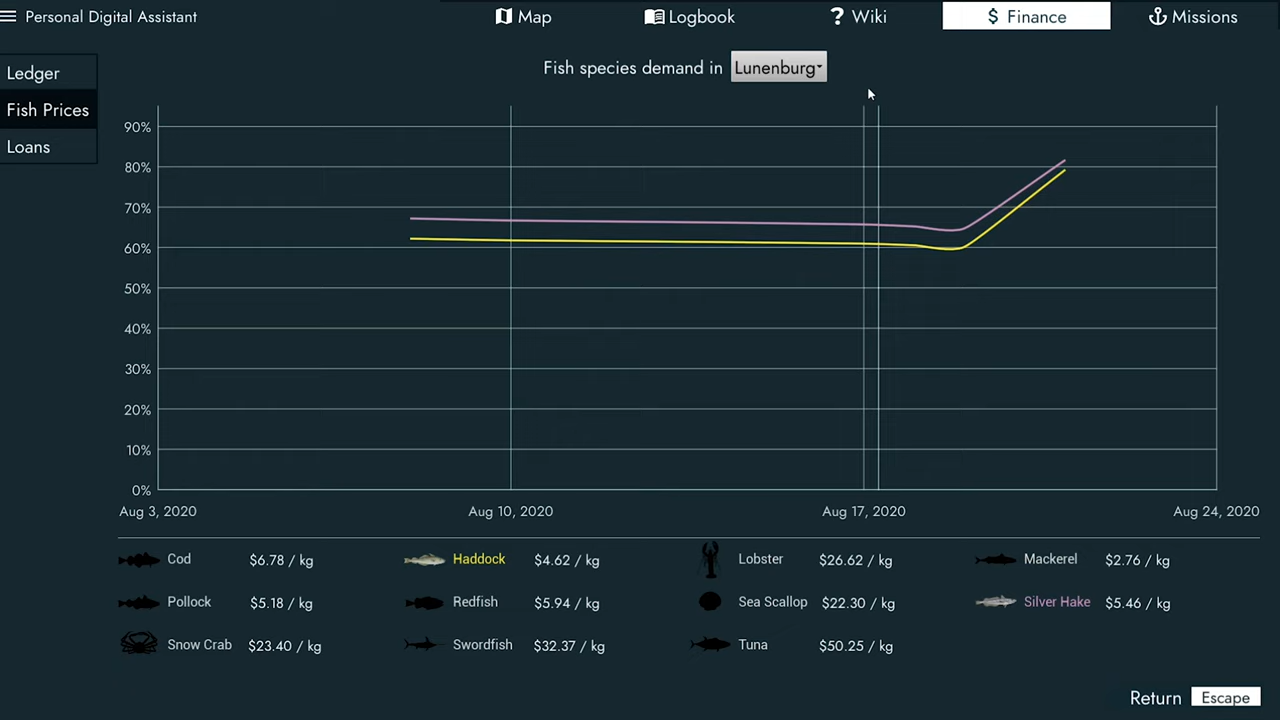 Personal Digital Assistant
Map
Logbook
? Wiki
$ Finance
Missions
Ledger
Fish Prices
Loans
Fish species demand in Lunenburg
90%
80%
70%
60%
50%
40%
30%
20%
10%
0%
Aug 3, 2020 Aug 10, 2020 Aug 17, 2020 Aug 24, 2020
Cod $6.78 / kg Haddock $4.62 / kg Lobster $26.62 / kg Mackerel $2.76 / kg
Pollock $5.18 / kg Redfish $5.94 / kg Sea Scallop $22.30 / kg Silver Hake $5.46 / kg
Snow Crab $23.40 / kg Swordfish $32.37 / kg Tuna $50.25 / kg
Return Escape